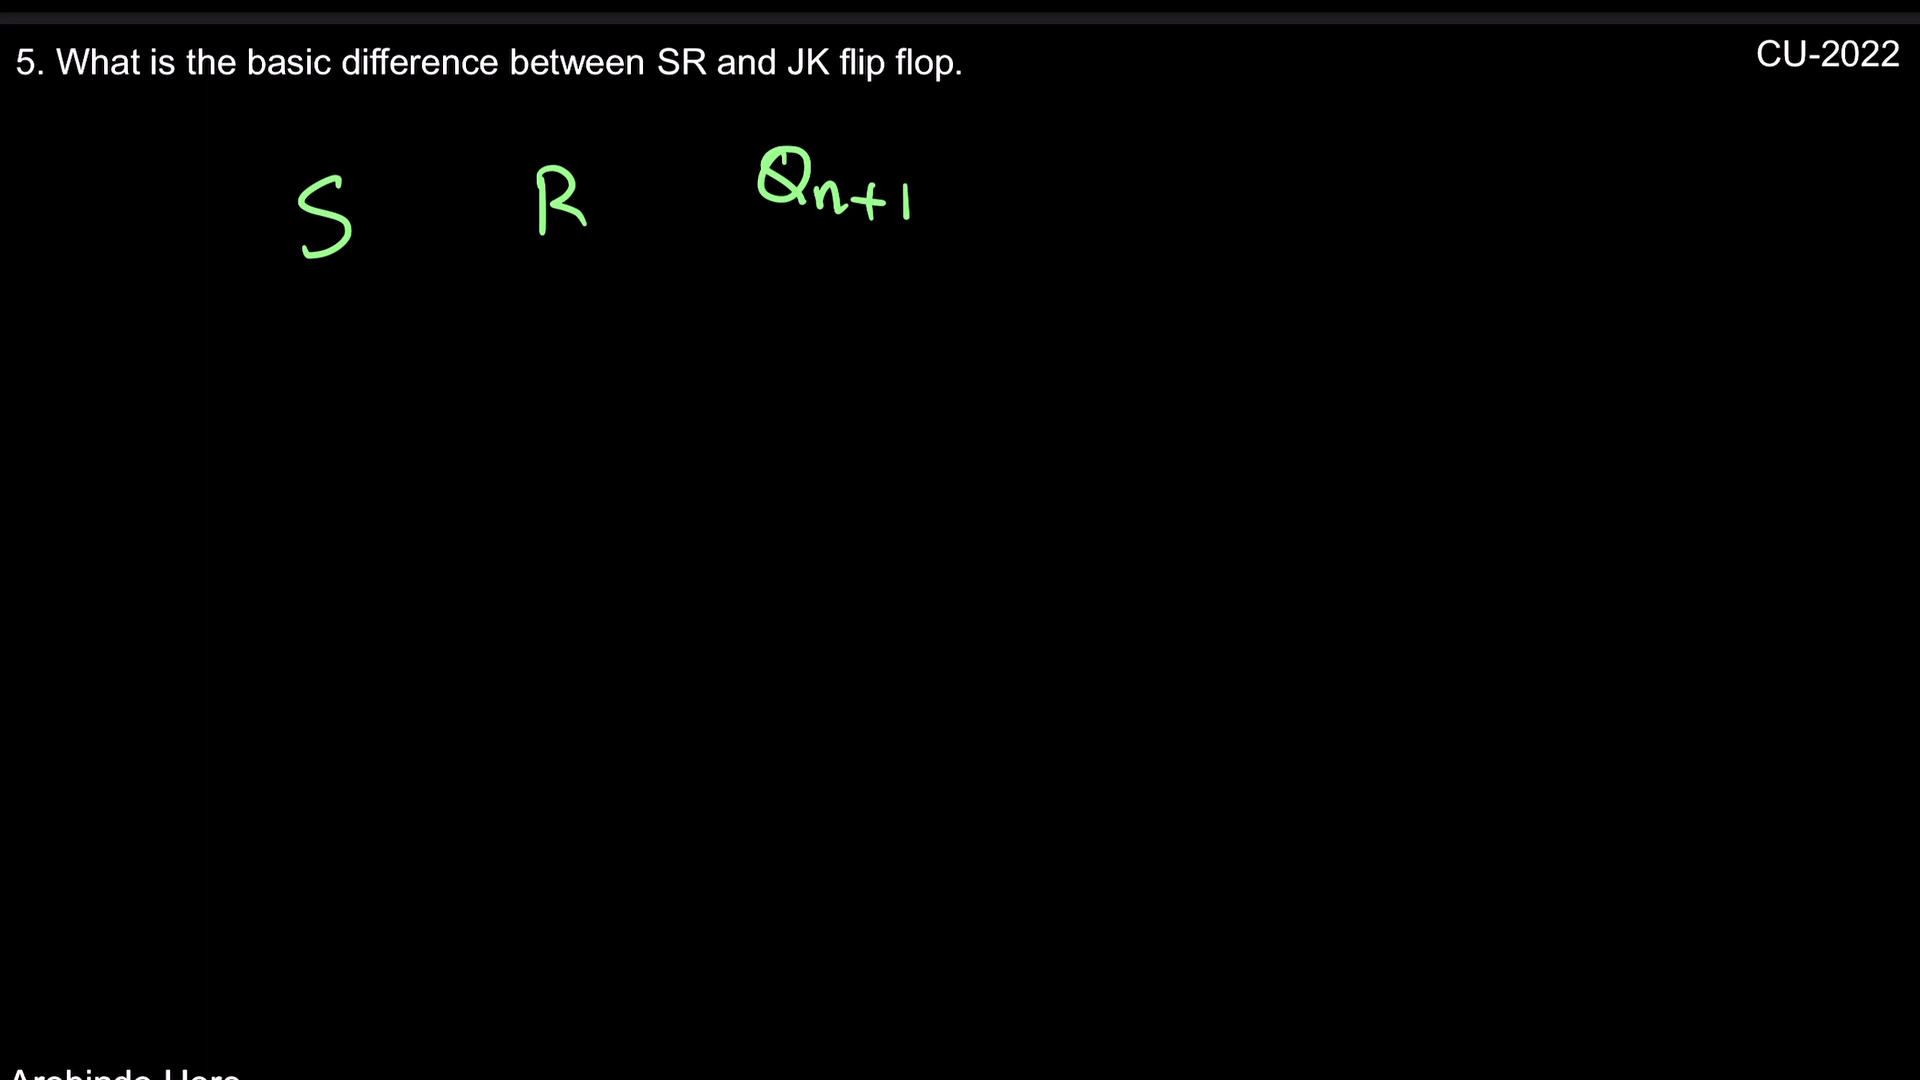 5. What is the basic difference between SR and JK flip flop.
CU-2022
S R Qn+1